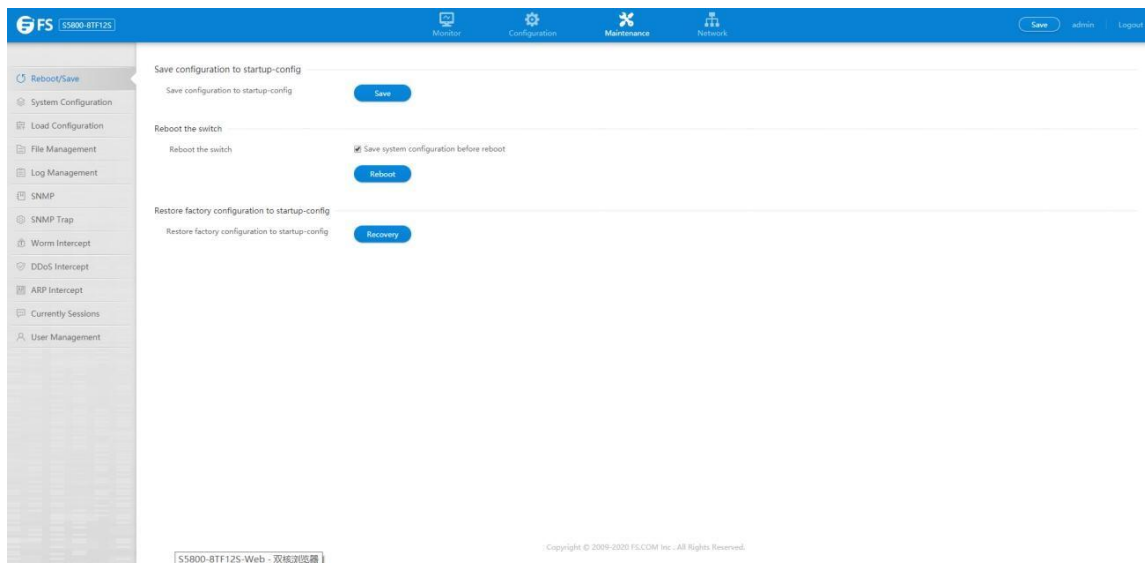 FS S5800-8TF12S
Monitor
Configuration
Maintenance
Network
Save
admin
Logout
Reboot/Save
System Configuration
Load Configuration
File Management
Log Management
SNMP
SNMP Trap
Worm Intercept
DDoS Intercept
ARP Intercept
Currently Sessions
User Management
Save configuration to startup-config
Save configuration to startup-config
Save
Reboot the switch
Reboot the switch
Save system configuration before reboot
Reboot
Restore factory configuration to startup-config
Restore factory configuration to startup-config
Recovery
Copyright © 2009-2020 FS.COM Inc . All Rights Reserved.
S5800-8TF12S-Web - 双核浏览器